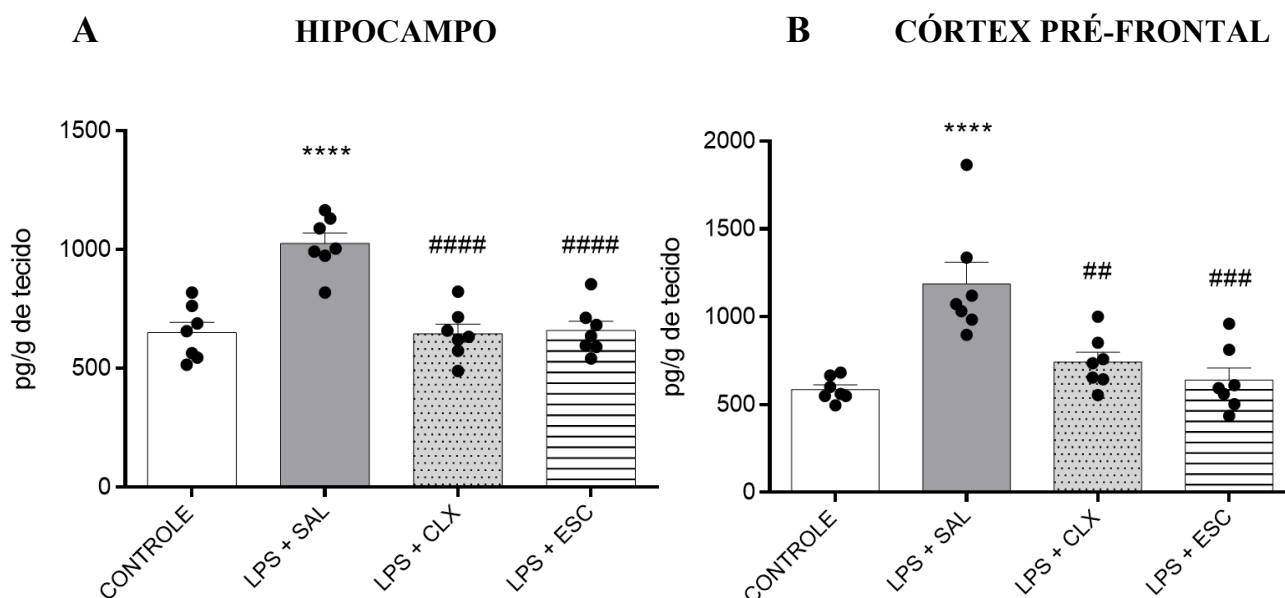 A HIPOCAMPO
pg/g de tecido
1500
1000
500
0
****
####
####
CONTROLE
LPS + SAL
LPS + CLX
LPS + ESC
B CÓRTEX PRÉ-FRONTAL
pg/g de tecido
2000
1500
1000
500
0
****
##
###
CONTROLE
LPS + SAL
LPS + CLX
LPS + ESC